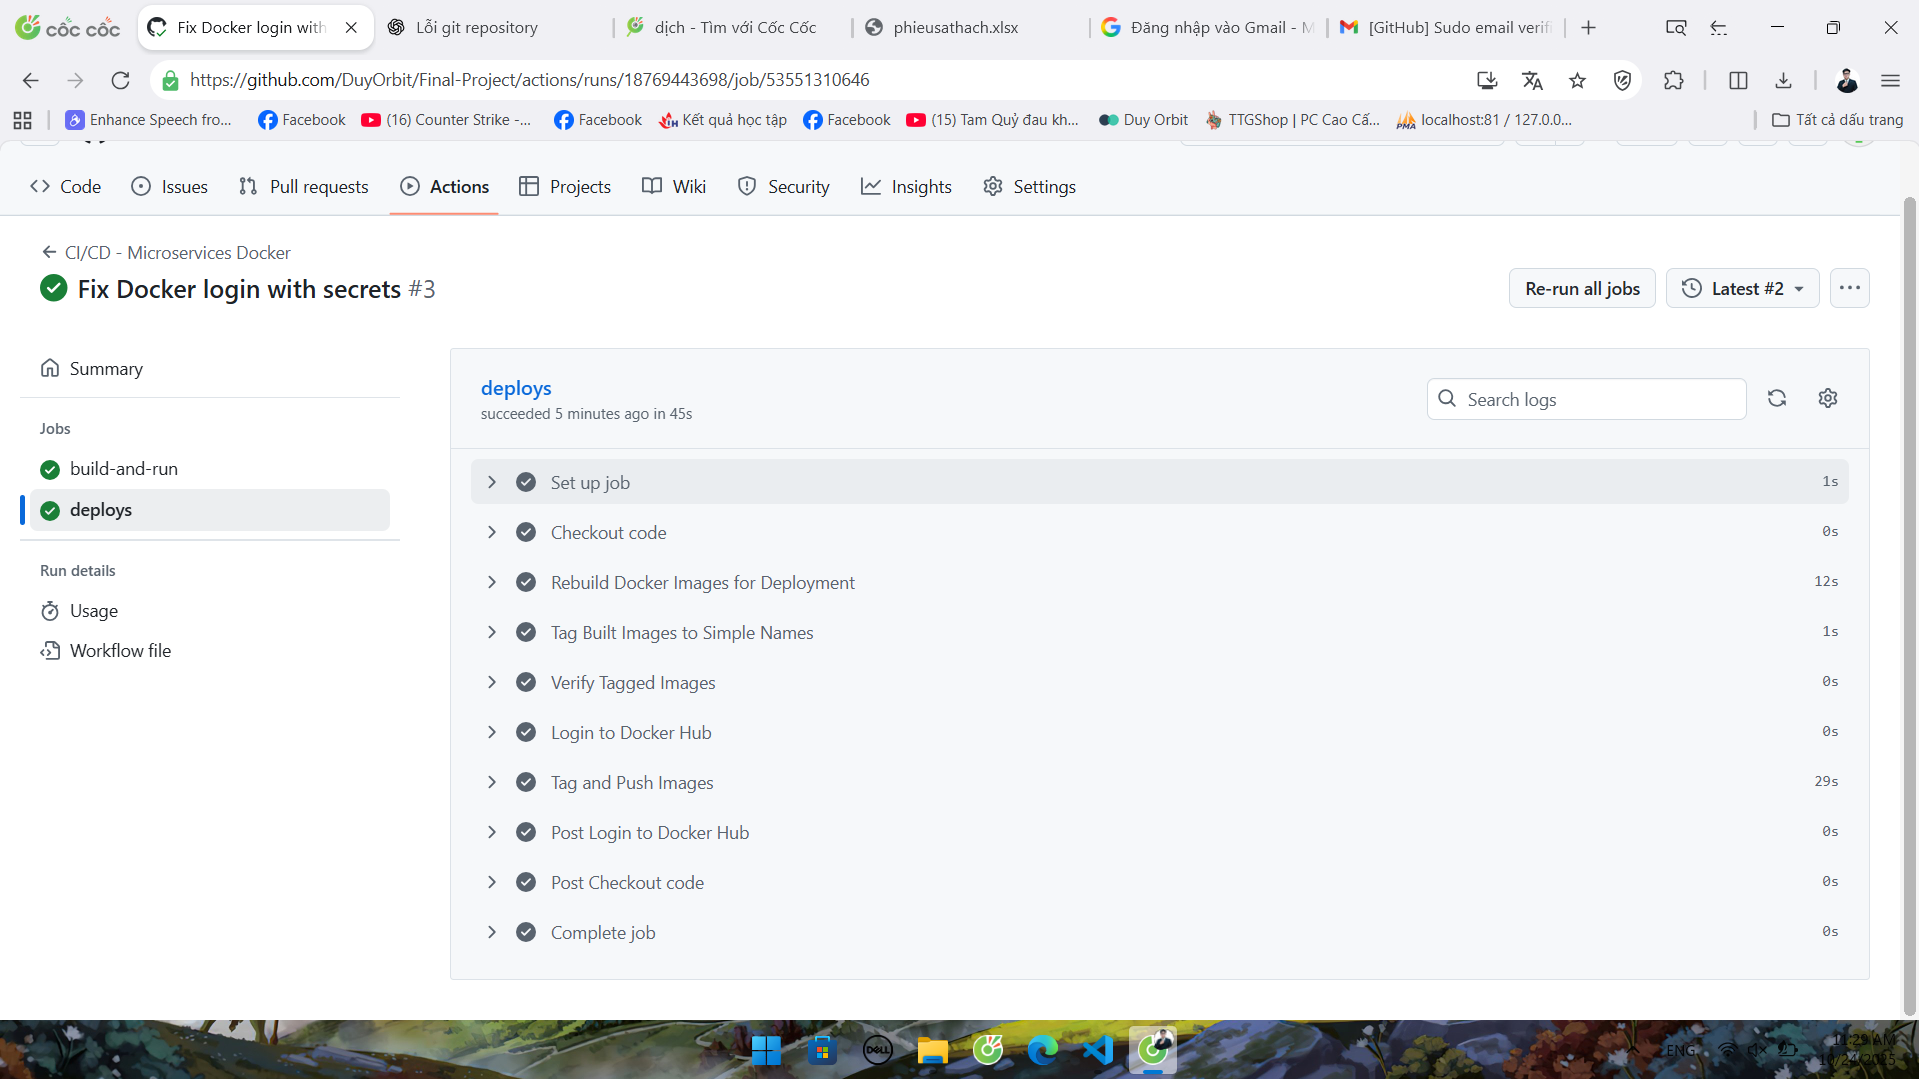 cốc cốc
Fix Docker login with
Lỗi git repository
dịch - Tìm với Cốc Cốc
phieusathach.xlsx
Đăng nhập vào Gmail - M
[GitHub] Sudo email verifi
https://github.com/DuyOrbit/Final-Project/actions/runs/18769443698/job/53551310646
Enhance Speech fro...
Facebook
(16) Counter Strike -...
Facebook
Kết quả học tập
Facebook
(15) Tam Quỷ đau kh...
Duy Orbit
TTGShop | PC Cao Cấ...
localhost:81 / 127.0.0...
Tất cả dấu trang
Code
Issues
Pull requests
Actions
Projects
Wiki
Security
Insights
Settings
CI/CD - Microservices Docker
Fix Docker login with secrets #3
Re-run all jobs
Latest #2
Summary
Jobs
build-and-run
deploys
Run details
Usage
Workflow file
deploys
succeeded 5 minutes ago in 45s
Search logs
Set up job 1s
Checkout code 0s
Rebuild Docker Images for Deployment 12s
Tag Built Images to Simple Names 1s
Verify Tagged Images 0s
Login to Docker Hub 0s
Tag and Push Images 29s
Post Login to Docker Hub 0s
Post Checkout code 0s
Complete job 0s
DELL
ENG
11:29 AM
10/24/2025